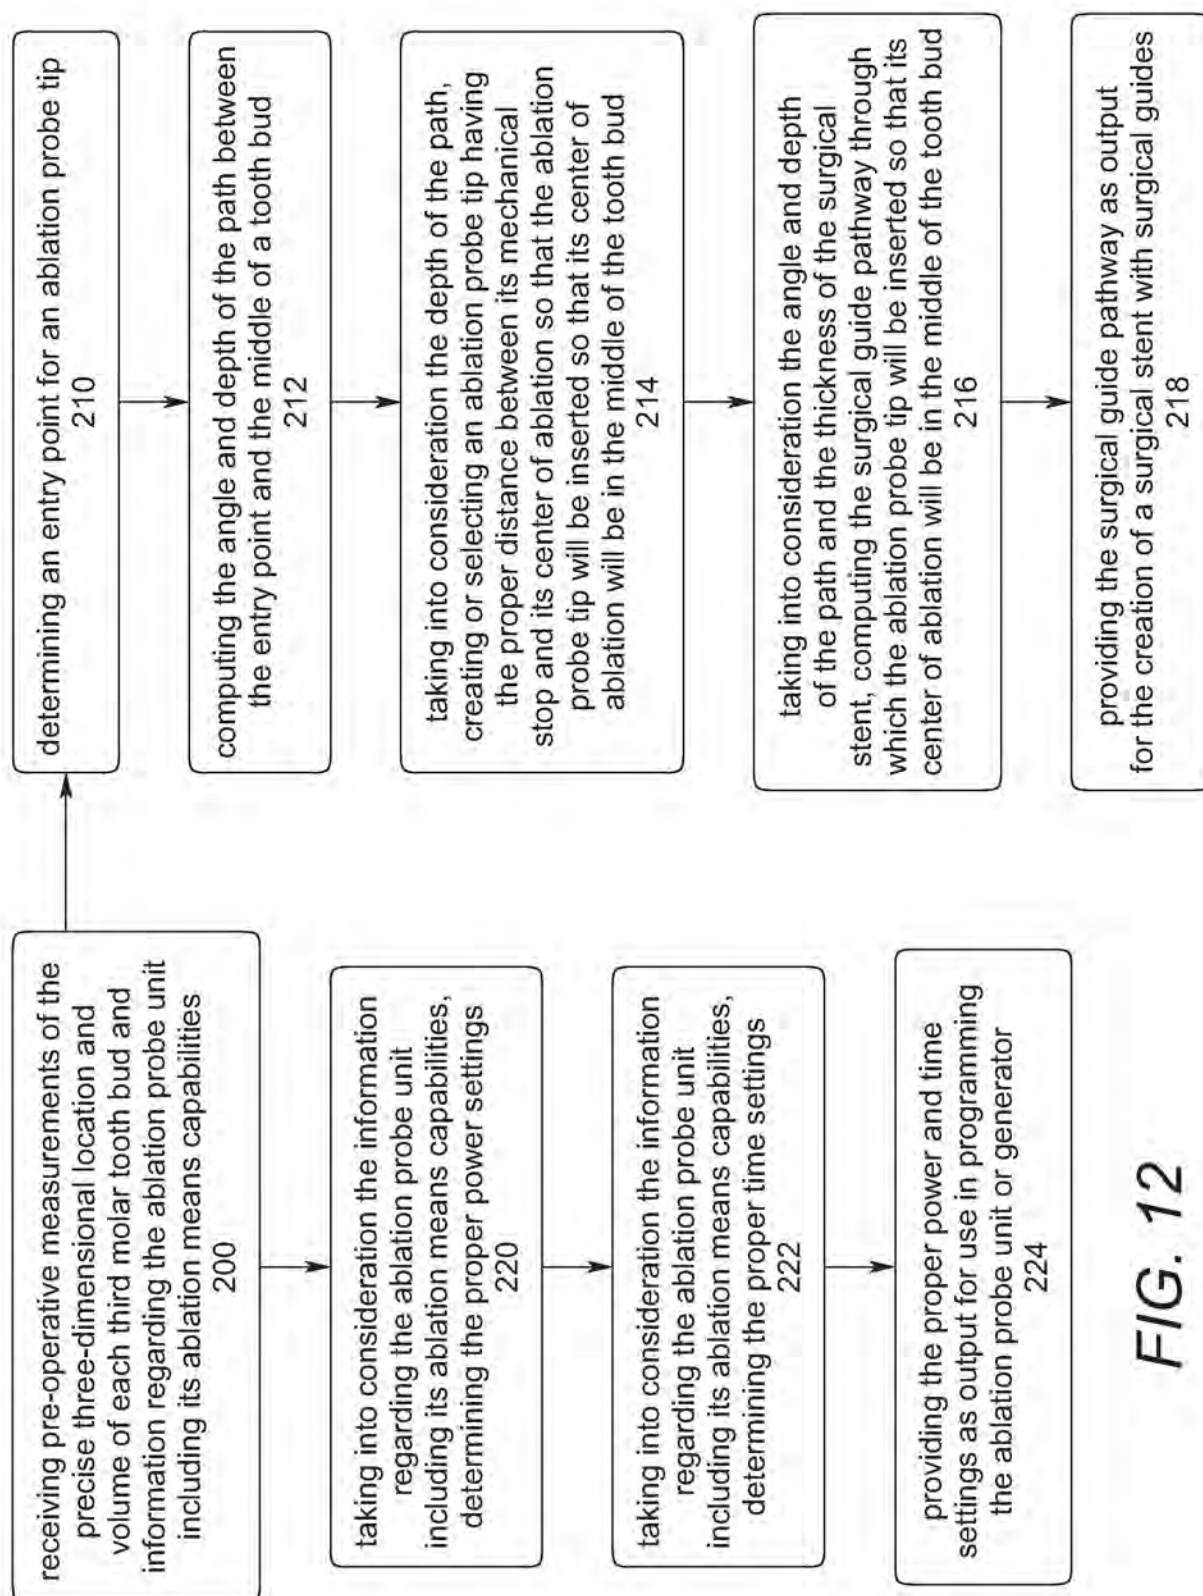 receiving pre-operative measurements of the
precise three-dimensional location and
volume of each third molar tooth bud and
information regarding the ablation probe unit
including its ablation means capabilities
200
taking into consideration the information
regarding the ablation probe unit
including its ablation means capabilities,
determining the proper power settings
220
taking into consideration the information
regarding the ablation probe unit
including its ablation means capabilities,
determining the proper time settings
222
providing the proper power and time
settings as output for use in programming
the ablation probe unit or generator
224
determining an entry point for an ablation probe tip
210
computing the angle and depth of the path between
the entry point and the middle of a tooth bud
212
taking into consideration the depth of the path,
creating or selecting an ablation probe tip having
the proper distance between its mechanical
stop and its center of ablation so that the ablation
probe tip will be inserted so that its center of
ablation will be in the middle of the tooth bud
214
taking into consideration the angle and depth
of the path and the thickness of the surgical
stent, computing the surgical guide pathway through
which the ablation probe tip will be inserted so that its
center of ablation will be in the middle of the tooth bud
216
providing the surgical guide pathway as output
for the creation of a surgical stent with surgical guides
218
FIG. 12